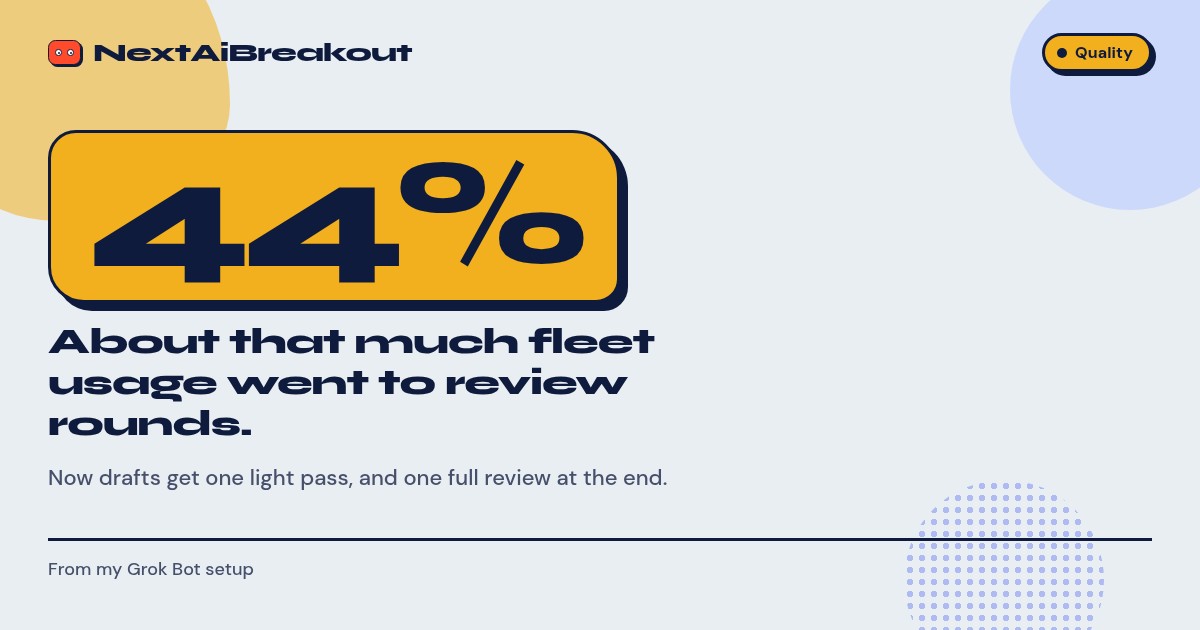 NextAiBreakout
Quality
44%
About that much fleet
usage went to review
rounds.
Now drafts get one light pass, and one full review at the end.
From my Grok Bot setup